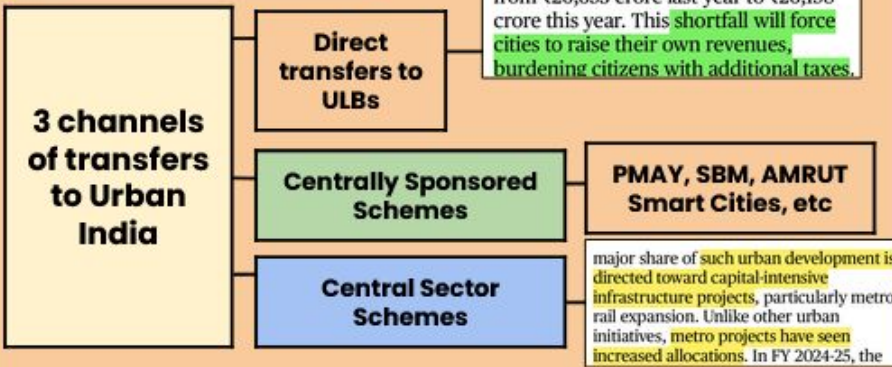 3 channels
of transfers
to Urban
India
Direct
transfers to
ULBs
crore this year. This shortfall will force
cities to raise their own revenues,
burdening citizens with additional taxes.
Centrally Sponsored
Schemes
PMAY, SBM, AMRUT
Smart Cities, etc
Central Sector
Schemes
major share of such urban development is
directed toward capital-intensive
infrastructure projects, particularly metro
rail expansion. Unlike other urban
initiatives, metro projects have seen
increased allocations. In FY 2024-25, the